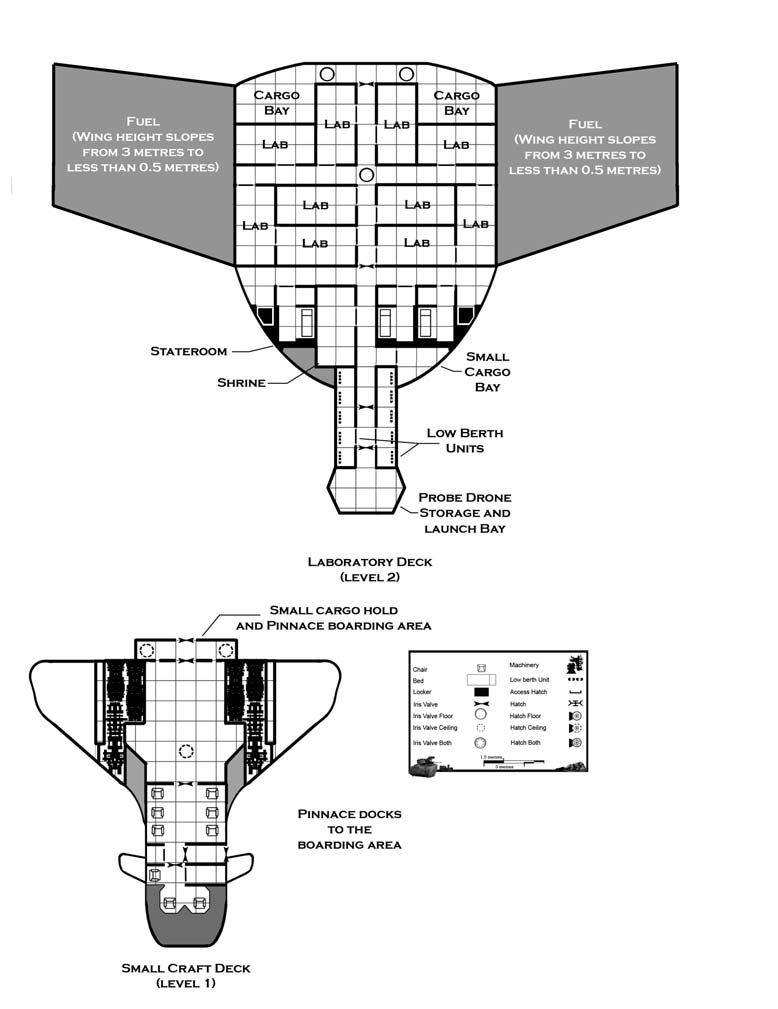 Fuel
(Wing height slopes
from 3 metres to
less than 0.5 metres)
Cargo
Bay
Lab
Lab
Lab
Cargo
Bay
Lab
Fuel
(Wing height slopes
from 3 metres to
less than 0.5 metres)
Lab
Lab
Lab
Lab
Lab
Lab
Stateroom
Shrine
Small
Cargo
Bay
Low Berth
Units
Probe Drone
Storage and
launch Bay
Laboratory Deck
(level 2)
Small cargo hold
and Pinnace boarding area
Chair
Bed
Locker
Iris Valve
Iris Valve Floor
Iris Valve Ceiling
Iris Valve Both
Machinery
Low berth Unit
Access Hatch
Hatch
Hatch Floor
Hatch Ceiling
Hatch Both
1.5 metres
3 metres
Pinnace docks
to the
boarding area
Small Craft Deck
(level 1)